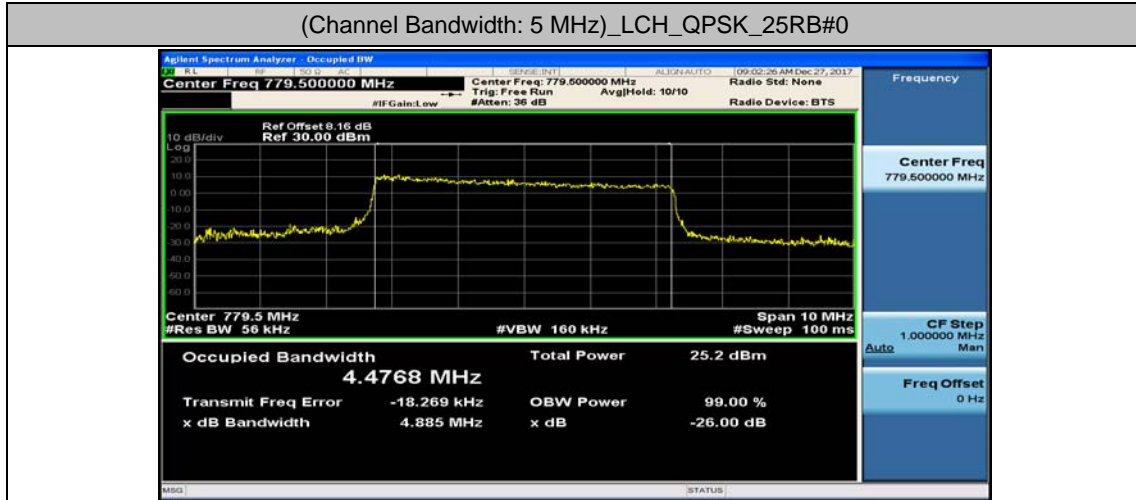 (Channel Bandwidth: 5 MHz)_LCH_QPSK_25RB#0
Agilent Spectrum Analyzer - Occupied BW
RL RF 50 Ω AC SENSE:INT ALIGN AUTO 09:02:26 AM Dec 27, 2017
Center Freq 779.500000 MHz Center Freq: 779.500000 MHz Radio Std: None
Trig: Free Run Avg|Hold: 10/10
#IFGain:Low #Atten: 36 dB Radio Device: BTS
Frequency
Ref Offset 8.16 dB
10 dB/div Ref 30.00 dBm
Log
20.0
10.0
0.00
-10.0
-20.0
-30.0
-40.0
-50.0
-60.0
Center 779.5 MHz Span 10 MHz
#Res BW 56 kHz #VBW 160 kHz #Sweep 100 ms
Occupied Bandwidth Total Power 25.2 dBm
4.4768 MHz
Transmit Freq Error -18.269 kHz OBW Power 99.00 %
x dB Bandwidth 4.885 MHz x dB -26.00 dB
Center Freq
779.500000 MHz
CF Step
1.000000 MHz
Auto Man
Freq Offset
0 Hz
MSG STATUS